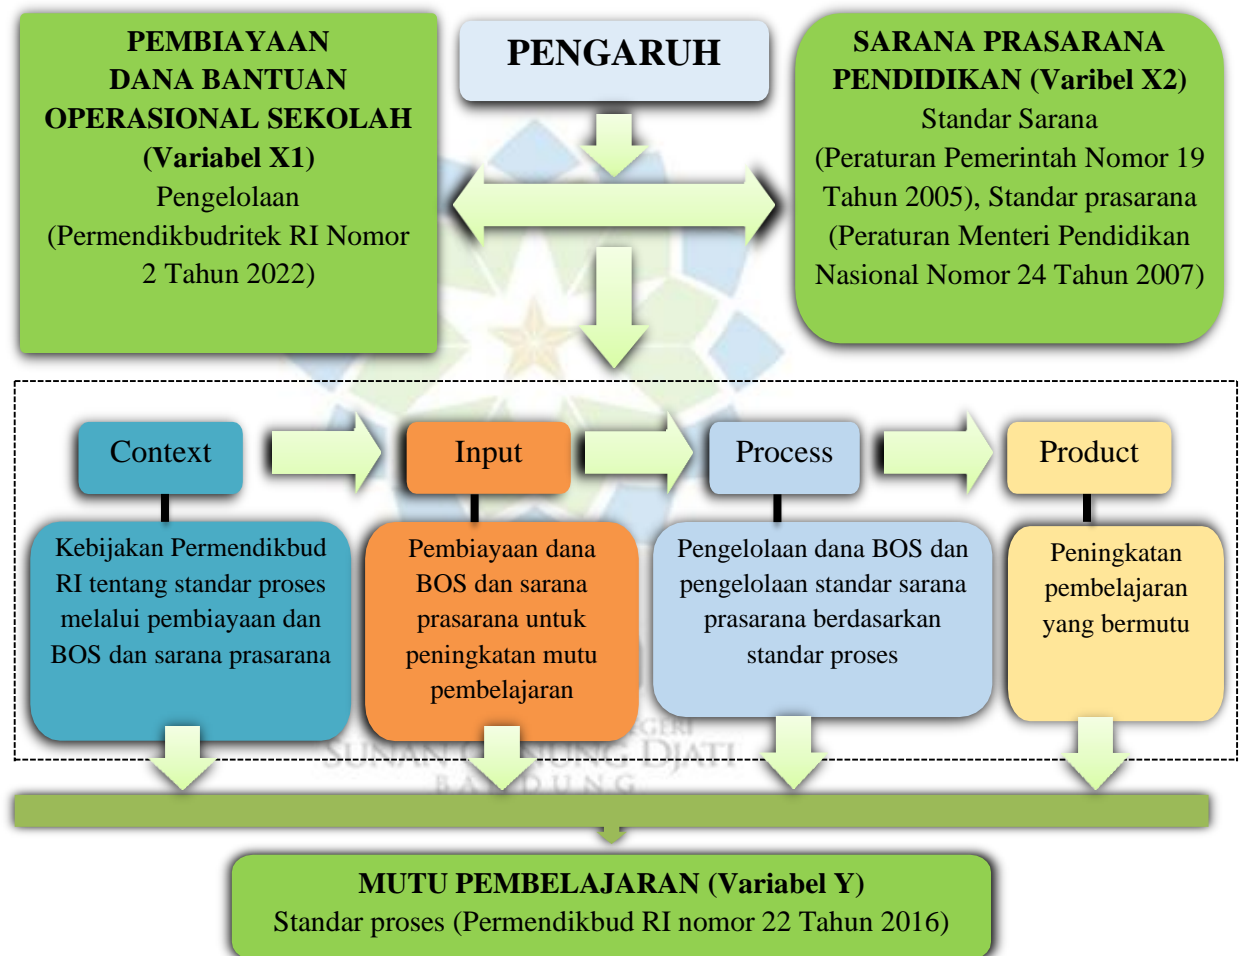 PEMBIAYAAN
DANA BANTUAN
OPERASIONAL SEKOLAH
(Variabel X1)
Pengelolaan
(Permendikbudritek RI Nomor
2 Tahun 2022)
PENGARUH
SARANA PRASARANA
PENDIDIKAN (Varibel X2)
Standar Sarana
(Peraturan Pemerintah Nomor 19
Tahun 2005), Standar prasarana
(Peraturan Menteri Pendidikan
Nasional Nomor 24 Tahun 2007)
Context
Input
Process
Product
Kebijakan Permendikbud
RI tentang standar proses
melalui pembiayaan dan
BOS dan sarana prasarana
Pembiayaan dana
BOS dan sarana
prasarana untuk
peningkatan mutu
pembelajaran
Pengelolaan dana BOS dan
pengelolaan standar sarana
prasarana berdasarkan
standar proses
Peningkatan
pembelajaran
yang bermutu
SUNAN GUNUNG DJATI
BANDUNG
MUTU PEMBELAJARAN (Variabel Y)
Standar proses (Permendikbud RI nomor 22 Tahun 2016)